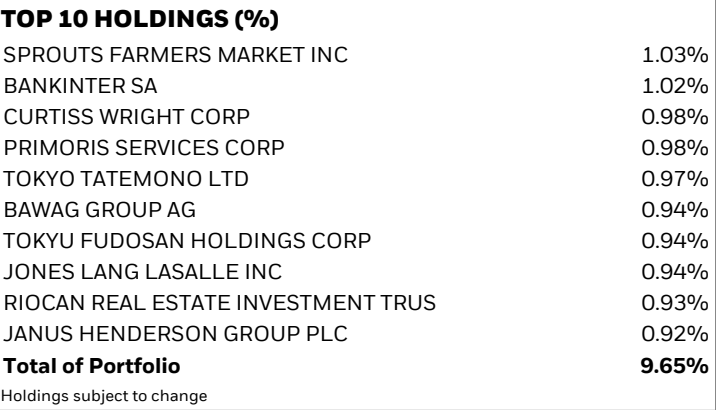 TOP 10 HOLDINGS (%)
SPROUTS FARMERS MARKET INC 1.03%
BANKINTER SA 1.02%
CURTISS WRIGHT CORP 0.98%
PRIMORIS SERVICES CORP 0.98%
TOKYO TATEMONO LTD 0.97%
BAWAG GROUP AG 0.94%
TOKYU FUDOSAN HOLDINGS CORP 0.94%
JONES LANG LASALLE INC 0.94%
RIOCAN REAL ESTATE INVESTMENT TRUS 0.93%
JANUS HENDERSON GROUP PLC 0.92%
Total of Portfolio 9.65%
Holdings subject to change